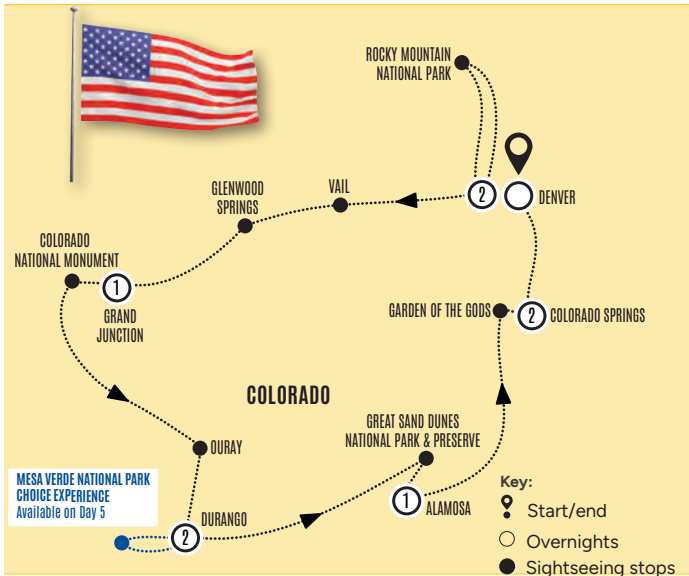 ROCKY MOUNTAIN
NATIONAL PARK
2
DENVER
VAIL
GLENWOOD
SPRINGS
COLORADO
NATIONAL MONUMENT
1
GRAND
JUNCTION
GARDEN OF THE GODS
2
COLORADO SPRINGS
COLORADO
GREAT SAND DUNES
NATIONAL PARK & PRESERVE
OURAY
MESA VERDE NATIONAL PARK
CHOICE EXPERIENCE
Available on Day 5
2
DURANGO
1
ALAMOSA
Key:
Start/end
Overnights
Sightseeing stops